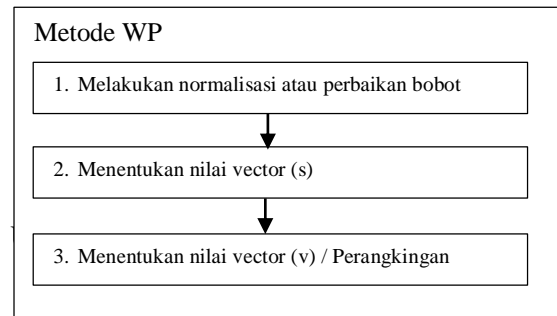 Metode WP
1. Melakukan normalisasi atau perbaikan bobot
2. Menentukan nilai vector (s)
3. Menentukan nilai vector (v) / Perangkingan